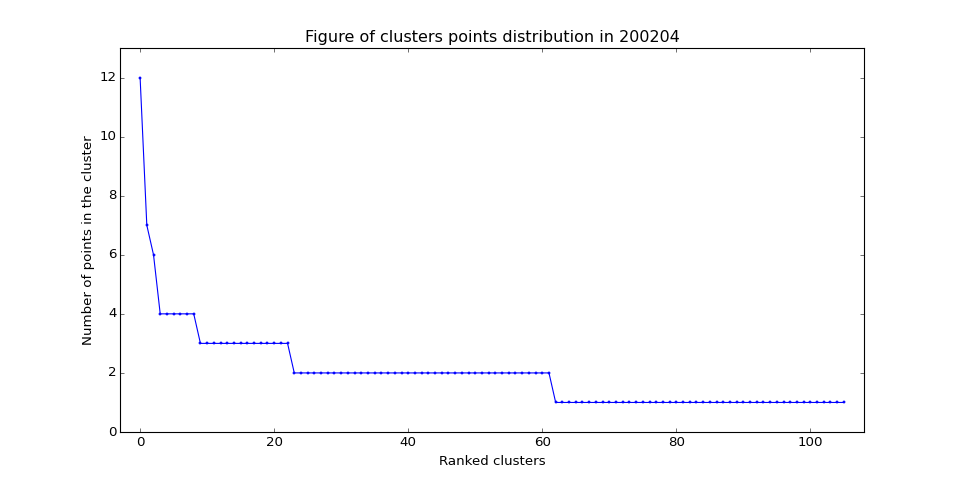 Figure of clusters points distribution in 200204
Number of points in the cluster
12
10
8
6
4
2
0
0 20 40 60 80 100
Ranked clusters